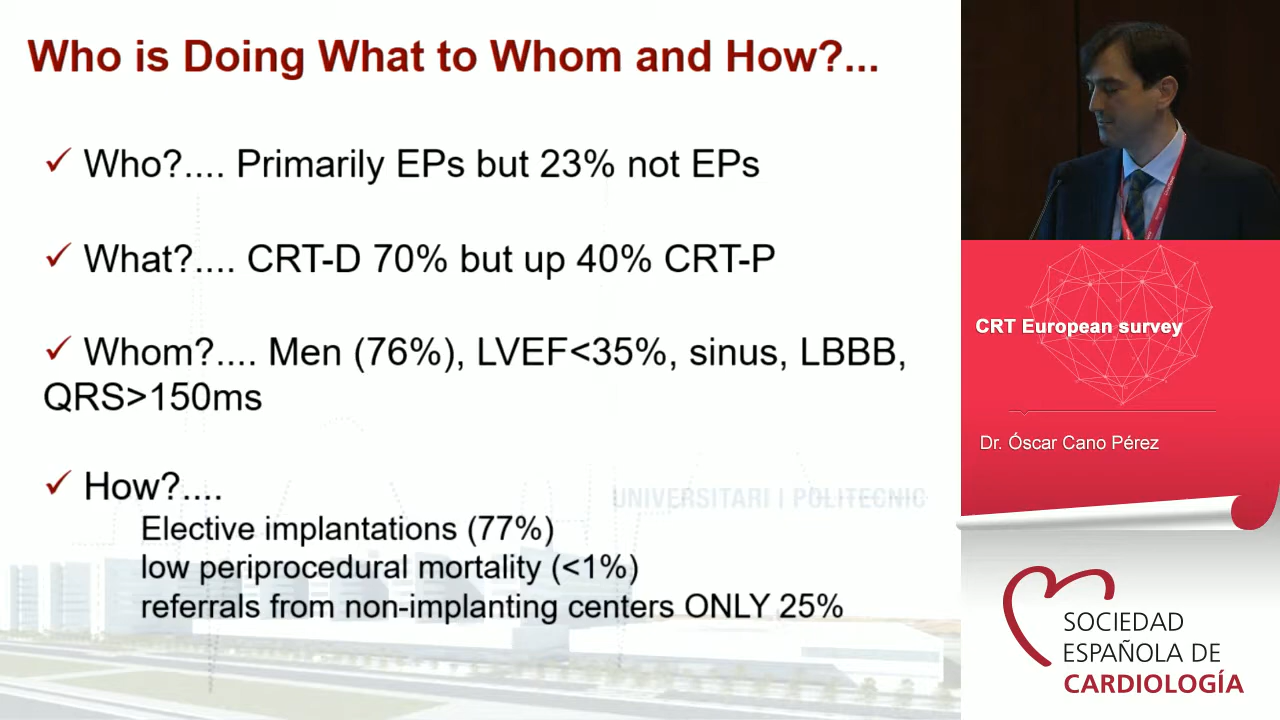 Who is Doing What to Whom and How?...
✓ Who?.... Primarily EPs but 23% not EPs
✓ What?.... CRT-D 70% but up 40% CRT-P
✓ Whom?.... Men (76%), LVEF<35%, sinus, LBBB,
QRS>150ms
✓ How?....
UNIVERSITARI I POLITECNIC
Elective implantations (77%)
low periprocedural mortality (<1%)
referrals from non-implanting centers ONLY 25%
CRT European survey
Dr. Óscar Cano Pérez
SOCIEDAD
ESPAÑOLA DE
CARDIOLOGÍA